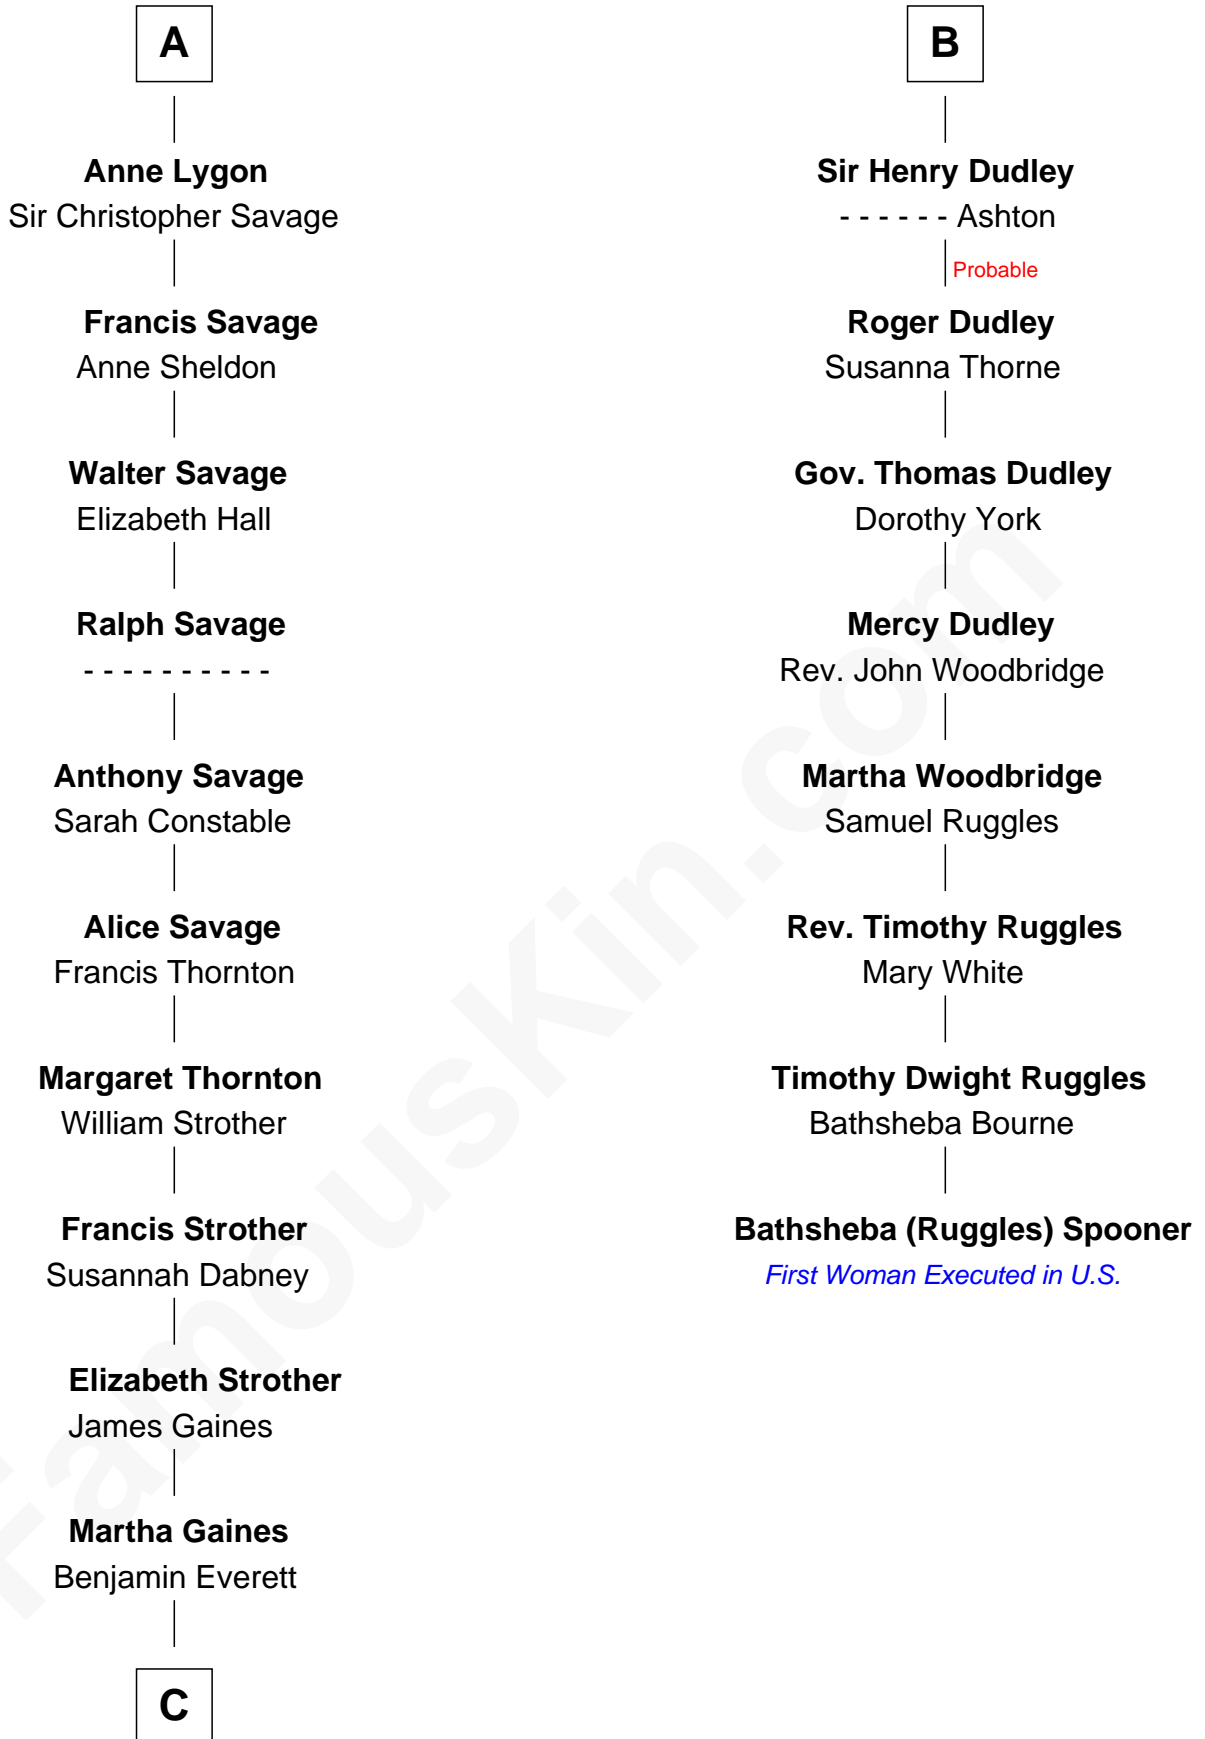 A
Anne Lygon
Sir Christopher Savage
Francis Savage
Anne Sheldon
Walter Savage
Elizabeth Hall
Ralph Savage
- - - - - - - - - -
Anthony Savage
Sarah Constable
Alice Savage
Francis Thornton
Margaret Thornton
William Strother
Francis Strother
Susannah Dabney
Elizabeth Strother
James Gaines
Martha Gaines
Benjamin Everett
C
B
Sir Henry Dudley
- - - - - - Ashton
Probable
Roger Dudley
Susanna Thorne
Gov. Thomas Dudley
Dorothy York
Mercy Dudley
Rev. John Woodbridge
Martha Woodbridge
Samuel Ruggles
Rev. Timothy Ruggles
Mary White
Timothy Dwight Ruggles
Bathsheba Bourne
Bathsheba (Ruggles) Spooner
First Woman Executed in U.S.
FamousKin.com